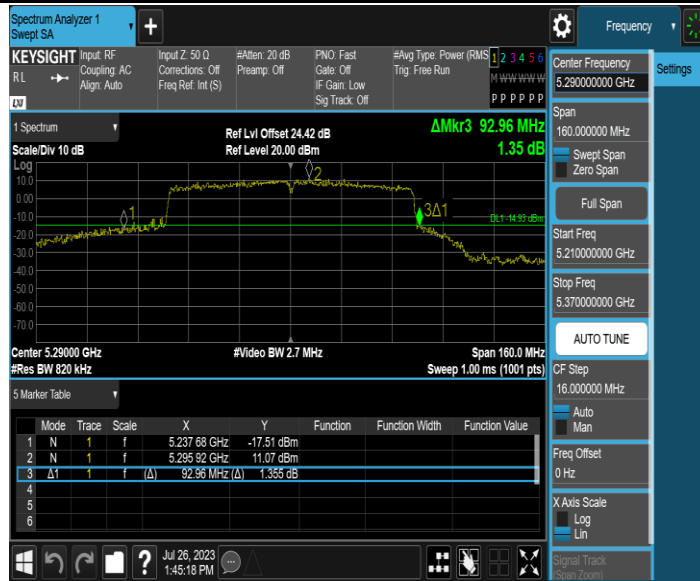 Spectrum Analyzer 1
Swept SA
+
Frequency
KEYSIGHT
RL
LXI
Input: RF
Coupling: AC
Align: Auto
Input Z: 50 Ω
Corrections: Off
Freq Ref: Int (S)
#Atten: 20 dB
Preamp: Off
PNO: Fast
Gate: Off
IF Gain: Low
Sig Track: Off
#Avg Type: Power (RMS
Trig: Free Run
1 2 3 4 5 6
M W W W W W
P P P P P P
1 Spectrum
Scale/Div 10 dB
Ref Lvl Offset 24.42 dB
Ref Level 20.00 dBm
ΔMkr3 92.96 MHz
1.35 dB
Log
10.0
0.00
-10.0
-20.0
-30.0
-40.0
-50.0
-60.0
-70.0
1
2
3Δ1
DL1 -14.93 dBm
Center 5.29000 GHz
#Video BW 2.7 MHz
Span 160.0 MHz
#Res BW 820 kHz
Sweep 1.00 ms (1001 pts)
5 Marker Table
Mode Trace Scale X Y Function Function Width Function Value
1 N 1 f 5.237 68 GHz -17.51 dBm
2 N 1 f 5.295 92 GHz 11.07 dBm
3 Δ1 1 f (Δ) 92.96 MHz (Δ) 1.355 dB
4
5
6
?
Jul 26, 2023
1:45:18 PM
Center Frequency
5.290000000 GHz
Settings
Span
160.000000 MHz
Swept Span
Zero Span
Full Span
Start Freq
5.210000000 GHz
Stop Freq
5.370000000 GHz
AUTO TUNE
CF Step
16.000000 MHz
Auto
Man
Freq Offset
0 Hz
X Axis Scale
Log
Lin
Signal Track
(Span Zoom)